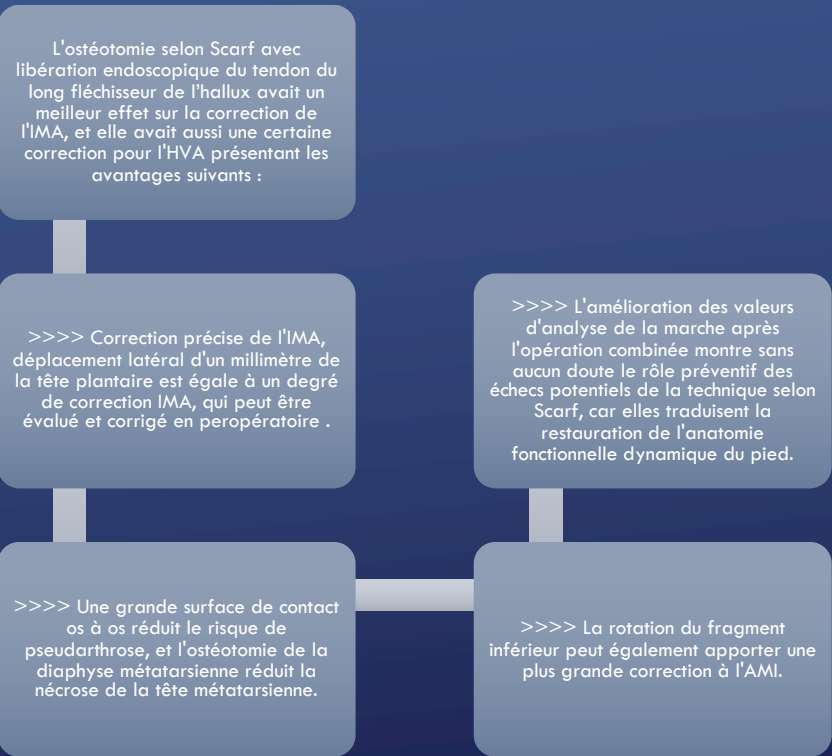 L'ostéotomie selon Scarf avec
libération endoscopique du tendon du
long fléchisseur de l'hallux avait un
meilleur effet sur la correction de
l'IMA, et elle avait aussi une certaine
correction pour l'HVA présentant les
avantages suivants :
>>>> Correction précise de l'IMA,
déplacement latéral d'un millimètre de
la tête plantaire est égale à un degré
de correction IMA, qui peut être
évalué et corrigé en peropératoire .
>>>> Une grande surface de contact
os à os réduit le risque de
pseudarthrose, et l'ostéotomie de la
diaphyse métatarsienne réduit la
nécrose de la tête métatarsienne.
>>>> La rotation du fragment
inférieur peut également apporter une
plus grande correction à l'AMI.
>>>> L'amélioration des valeurs
d'analyse de la marche après
l'opération combinée montre sans
aucun doute le rôle préventif des
échecs potentiels de la technique selon
Scarf, car elles traduisent la
restauration de l'anatomie
fonctionnelle dynamique du pied.